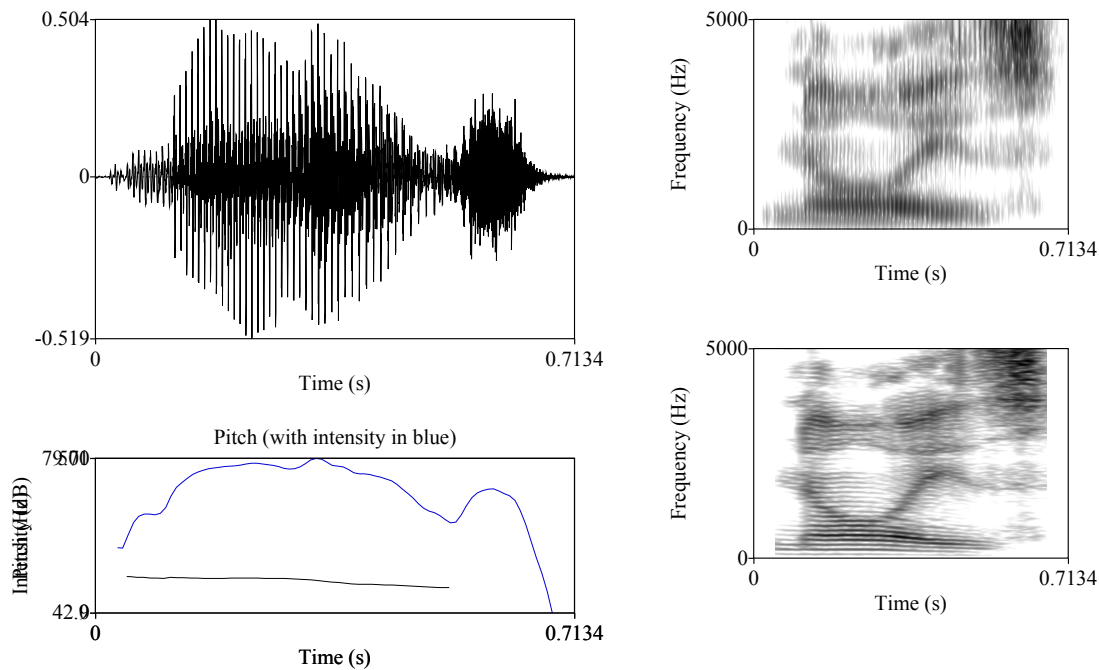 0.504
0
-0.519
0
0.7134
Time (s)
5000
Frequency (Hz)
0
0
0.7134
Time (s)
Pitch (with intensity in blue)
0
0.7134
Time (s)
5000
Frequency (Hz)
0
0
0.7134
Time (s)